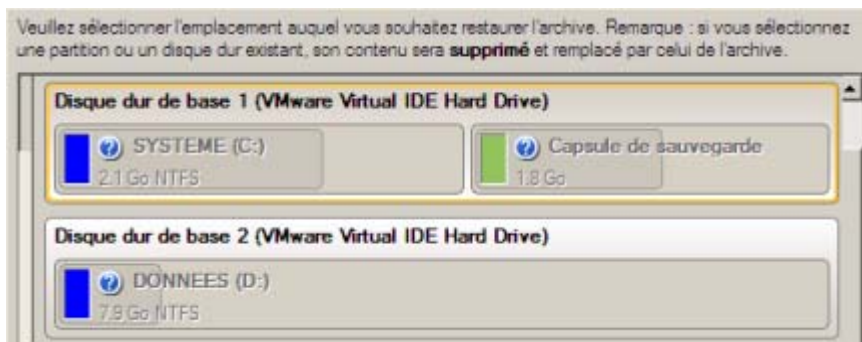 Veuillez sélectionner l'emplacement auquel vous souhaitez restaurer l'archive. Remarque : si vous sélectionnez
une partition ou un disque dur existant, son contenu sera supprimé et remplacé par celui de l'archive.
Disque dur de base 1 (VMware Virtual IDE Hard Drive)
SYSTEME (C:)
2.1 Go NTFS
Capsule de sauvegarde
1.8 Go
Disque dur de base 2 (VMware Virtual IDE Hard Drive)
DONNEES (D:)
7.9 Go NTFS